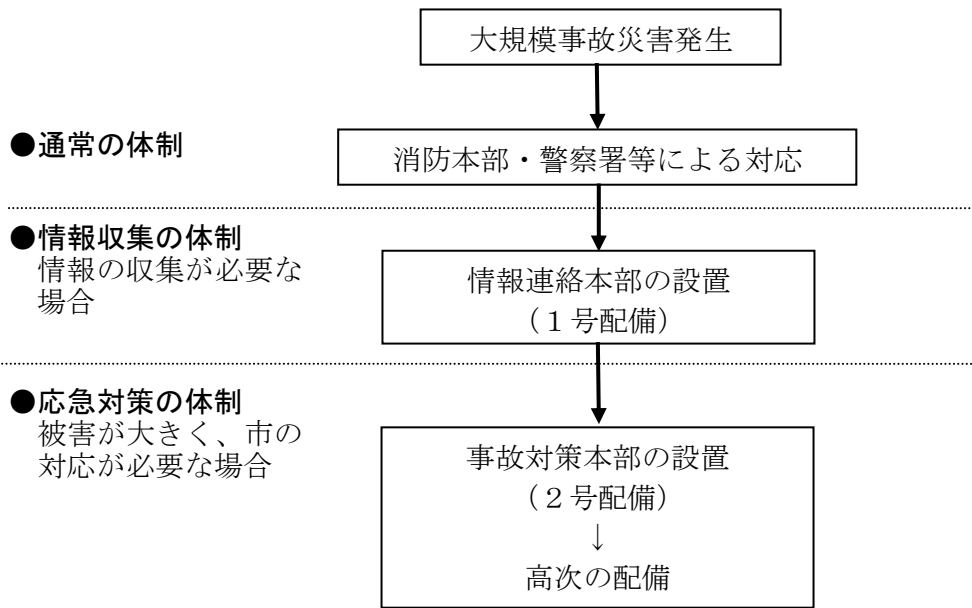 大規模事故災害発生
●通常の体制
消防本部・警察署等による対応
●情報収集の体制
情報の収集が必要な
場合
情報連絡本部の設置
（１号配備）
●応急対策の体制
被害が大きく、市の
対応が必要な場合
事故対策本部の設置
（２号配備）
↓
高次の配備